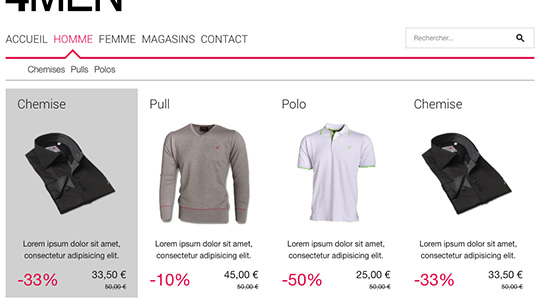 4MEN
ACCUEIL HOMME FEMME MAGASINS CONTACT
Rechercher...
Chemises Pulls Polos
Chemise
Lorem ipsum dolor sit amet,
consectetur adipisicing elit.
-33% 33,50 €
50,00 €
Pull
Lorem ipsum dolor sit amet,
consectetur adipisicing elit.
-10% 45,00 €
50,00 €
Polo
Lorem ipsum dolor sit amet,
consectetur adipisicing elit.
-50% 25,00 €
50,00 €
Chemise
Lorem ipsum dolor sit amet,
consectetur adipisicing elit.
-33% 33,50 €
50,00 €